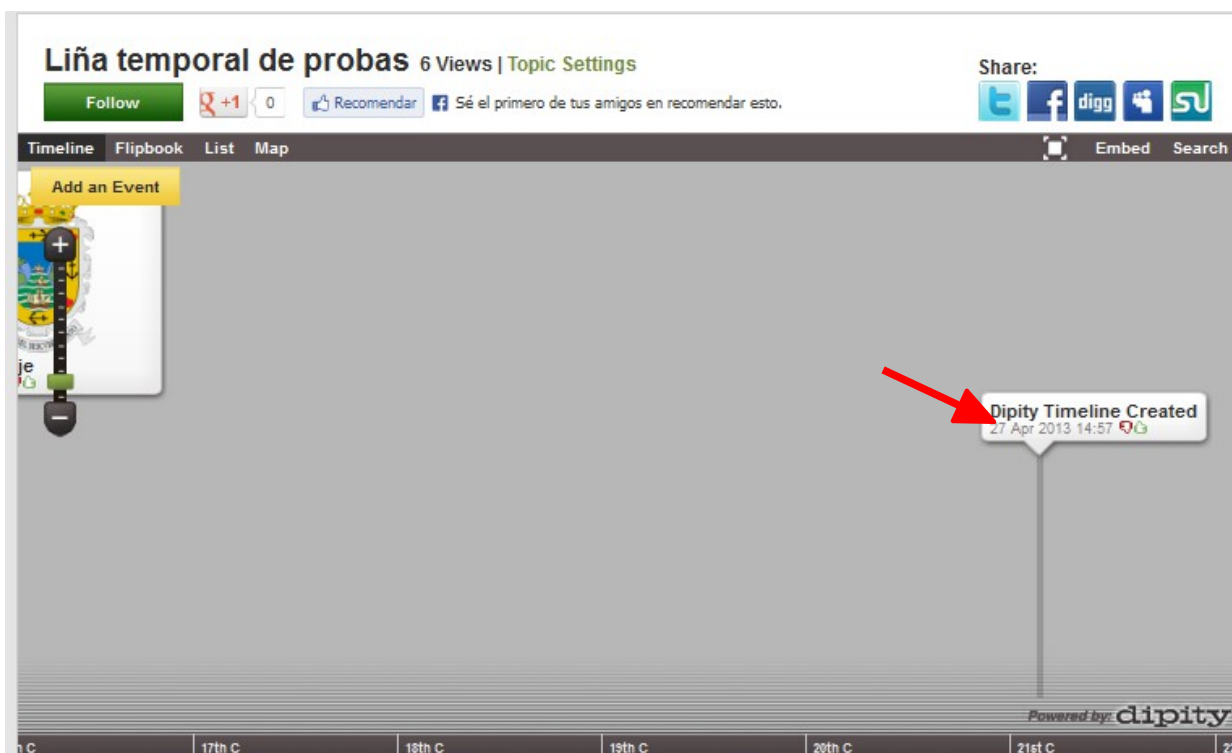 Liña temporal de probas 6 Views | Topic Settings
Share:
Follow
+1 0
Recomendar Sé el primero de tus amigos en recomendar esto.
digg
Timeline Flipbook List Map Embed Search
Add an Event
je
Dipity Timeline Created
27 Apr 2013 14:57
Powered by: dipity
C 17th C 18th C 19th C 20th C 21st C